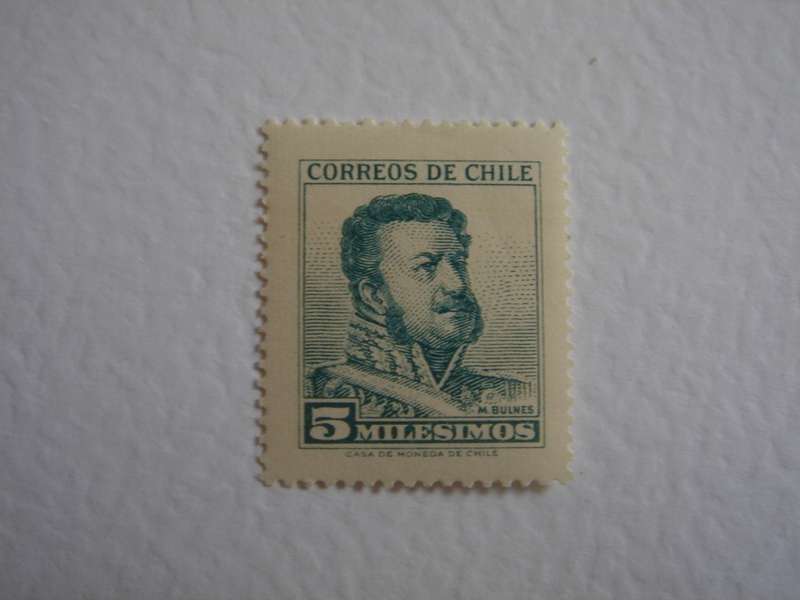 CORREOS DE CHILE
M. BULNES
5 MILESIMOS
CASA DE MONEDA DE CHILE